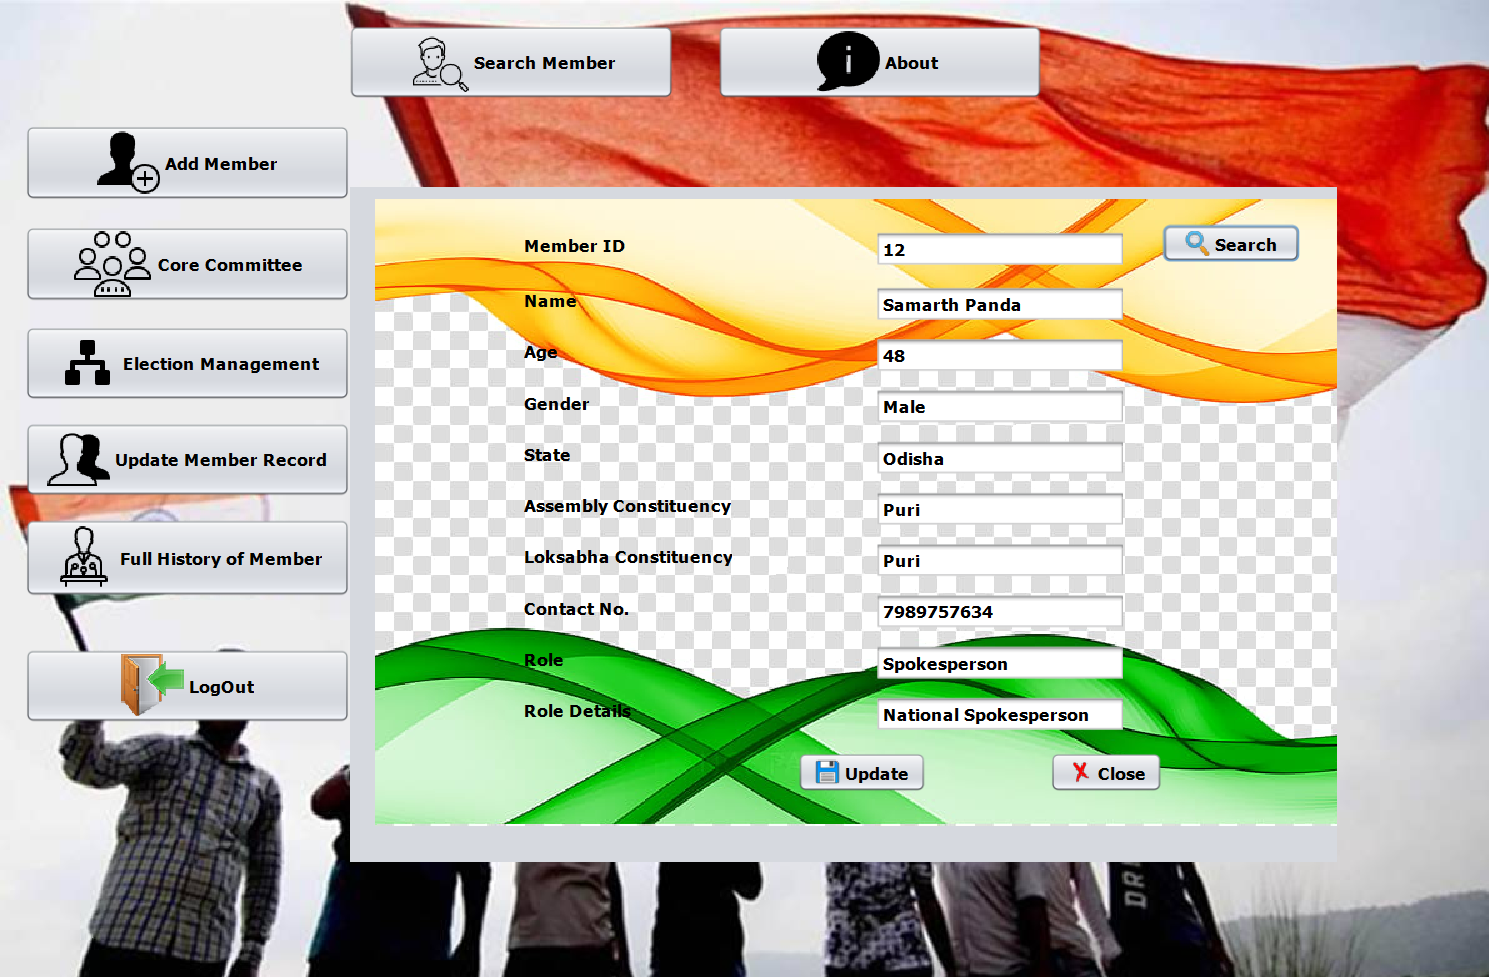 Search Member
About
Add Member
Core Committee
Election Management
Update Member Record
Full History of Member
LogOut
Member ID 12 Search
Name Samarth Panda
Age 48
Gender Male
State Odisha
Assembly Constituency Puri
Loksabha Constituency Puri
Contact No. 7989757634
Role Spokesperson
Role Details National Spokesperson
Update Close